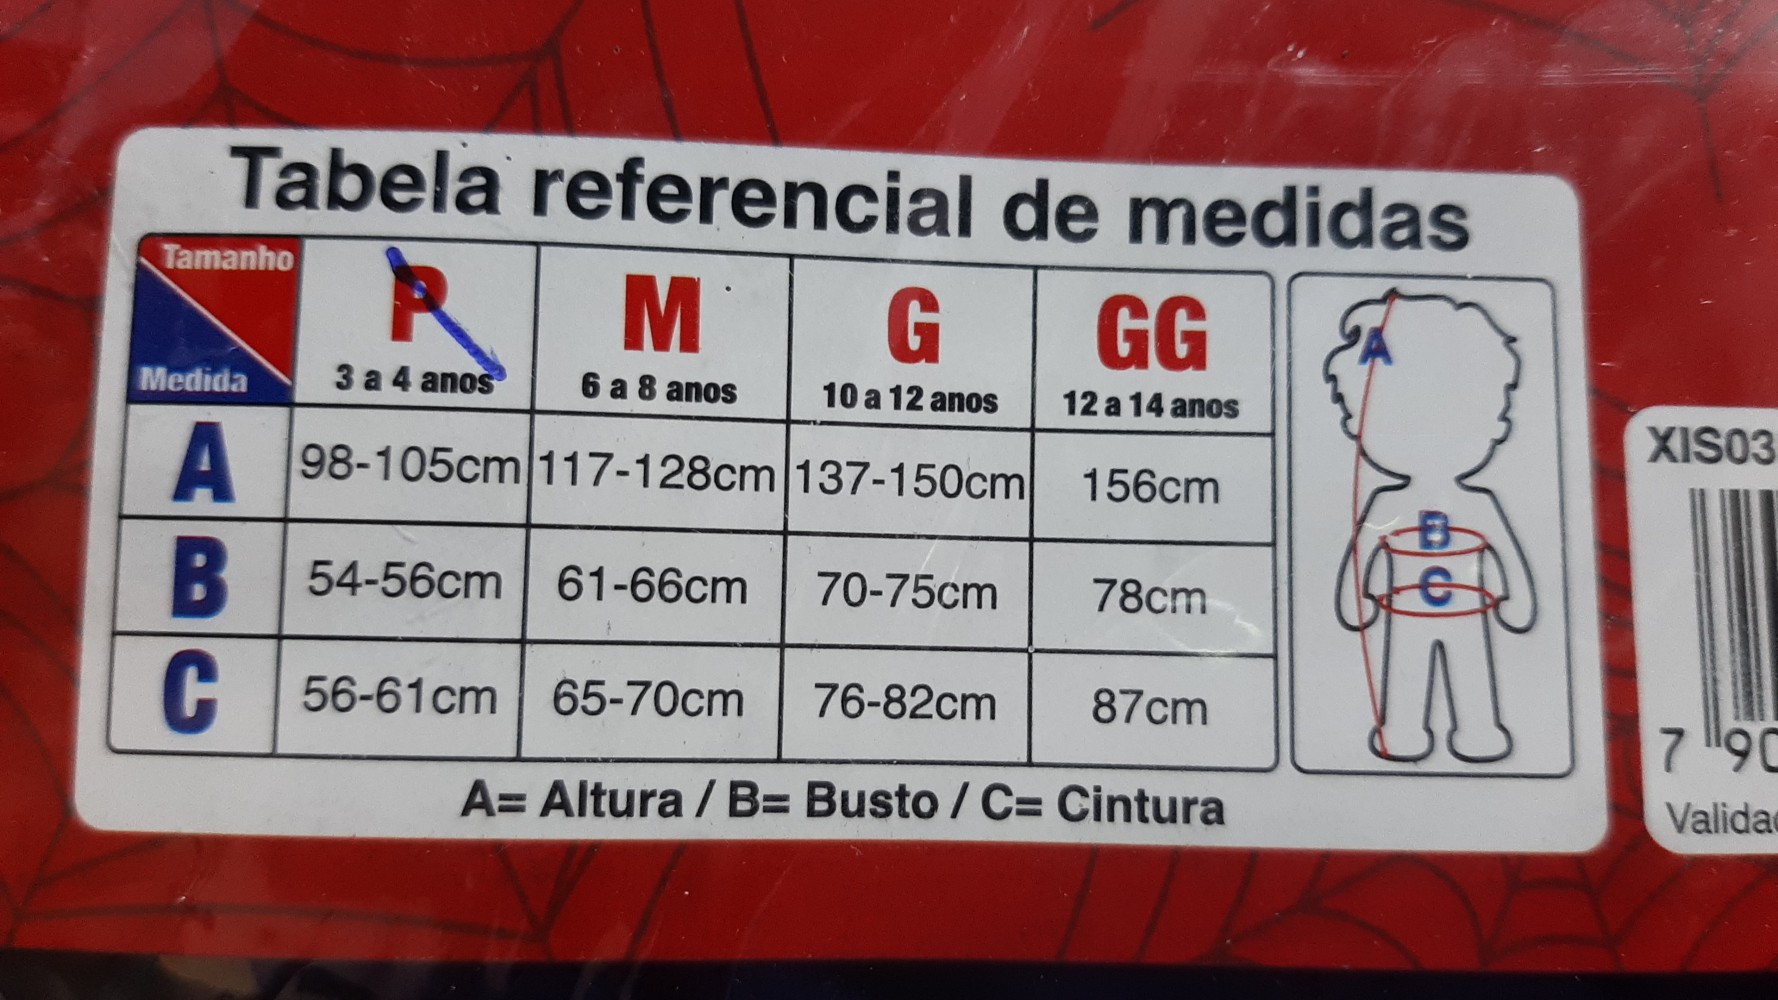 Tabela referencial de medidas
Tamanho P M G GG
Medida 3 a 4 anos 6 a 8 anos 10 a 12 anos 12 a 14 anos
A 98-105cm 117-128cm 137-150cm 156cm
B 54-56cm 61-66cm 70-75cm 78cm
C 56-61cm 65-70cm 76-82cm 87cm
A= Altura / B= Busto / C= Cintura
A
B
C
XIS03
7 90